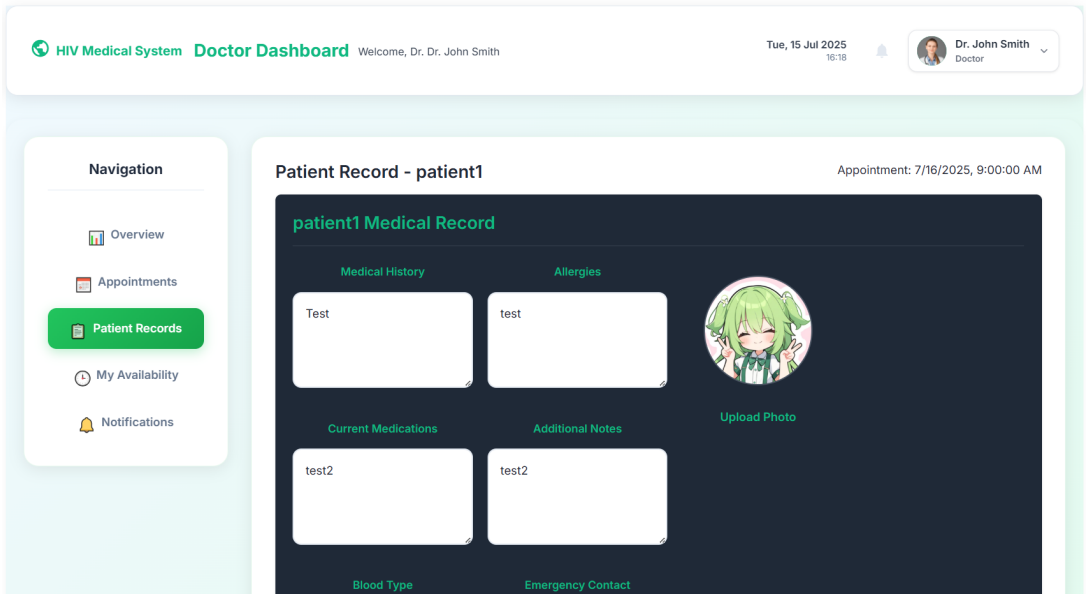 HIV Medical System Doctor Dashboard Welcome, Dr. Dr. John Smith
Tue, 15 Jul 2025
16:18
Dr. John Smith
Doctor
Navigation
Overview
Appointments
Patient Records
My Availability
Notifications
Patient Record - patient1
Appointment: 7/16/2025, 9:00:00 AM
patient1 Medical Record
Medical History
Test
Allergies
test
Upload Photo
Current Medications
test2
Additional Notes
test2
Blood Type
Emergency Contact